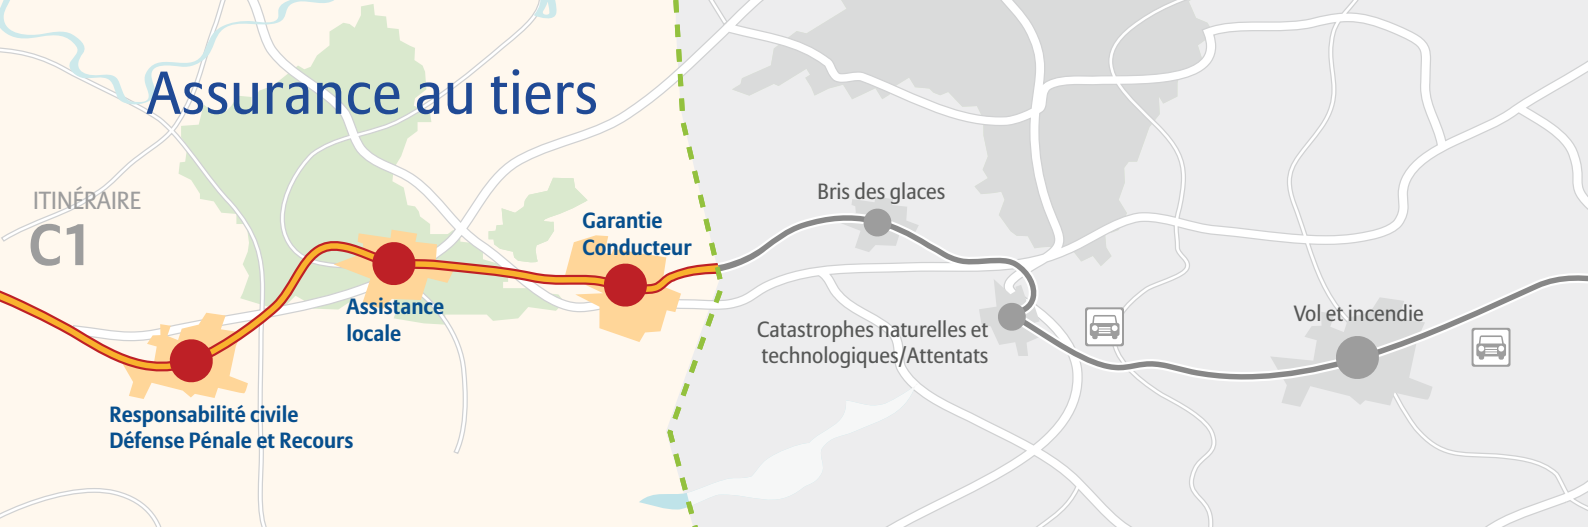 Assurance au tiers
ITINÉRAIRE
C1
Garantie
Conducteur
Assistance
locale
Responsabilité civile
Défense Pénale et Recours
Bris des glaces
Catastrophes naturelles et
technologiques/Attentats
Vol et incendie